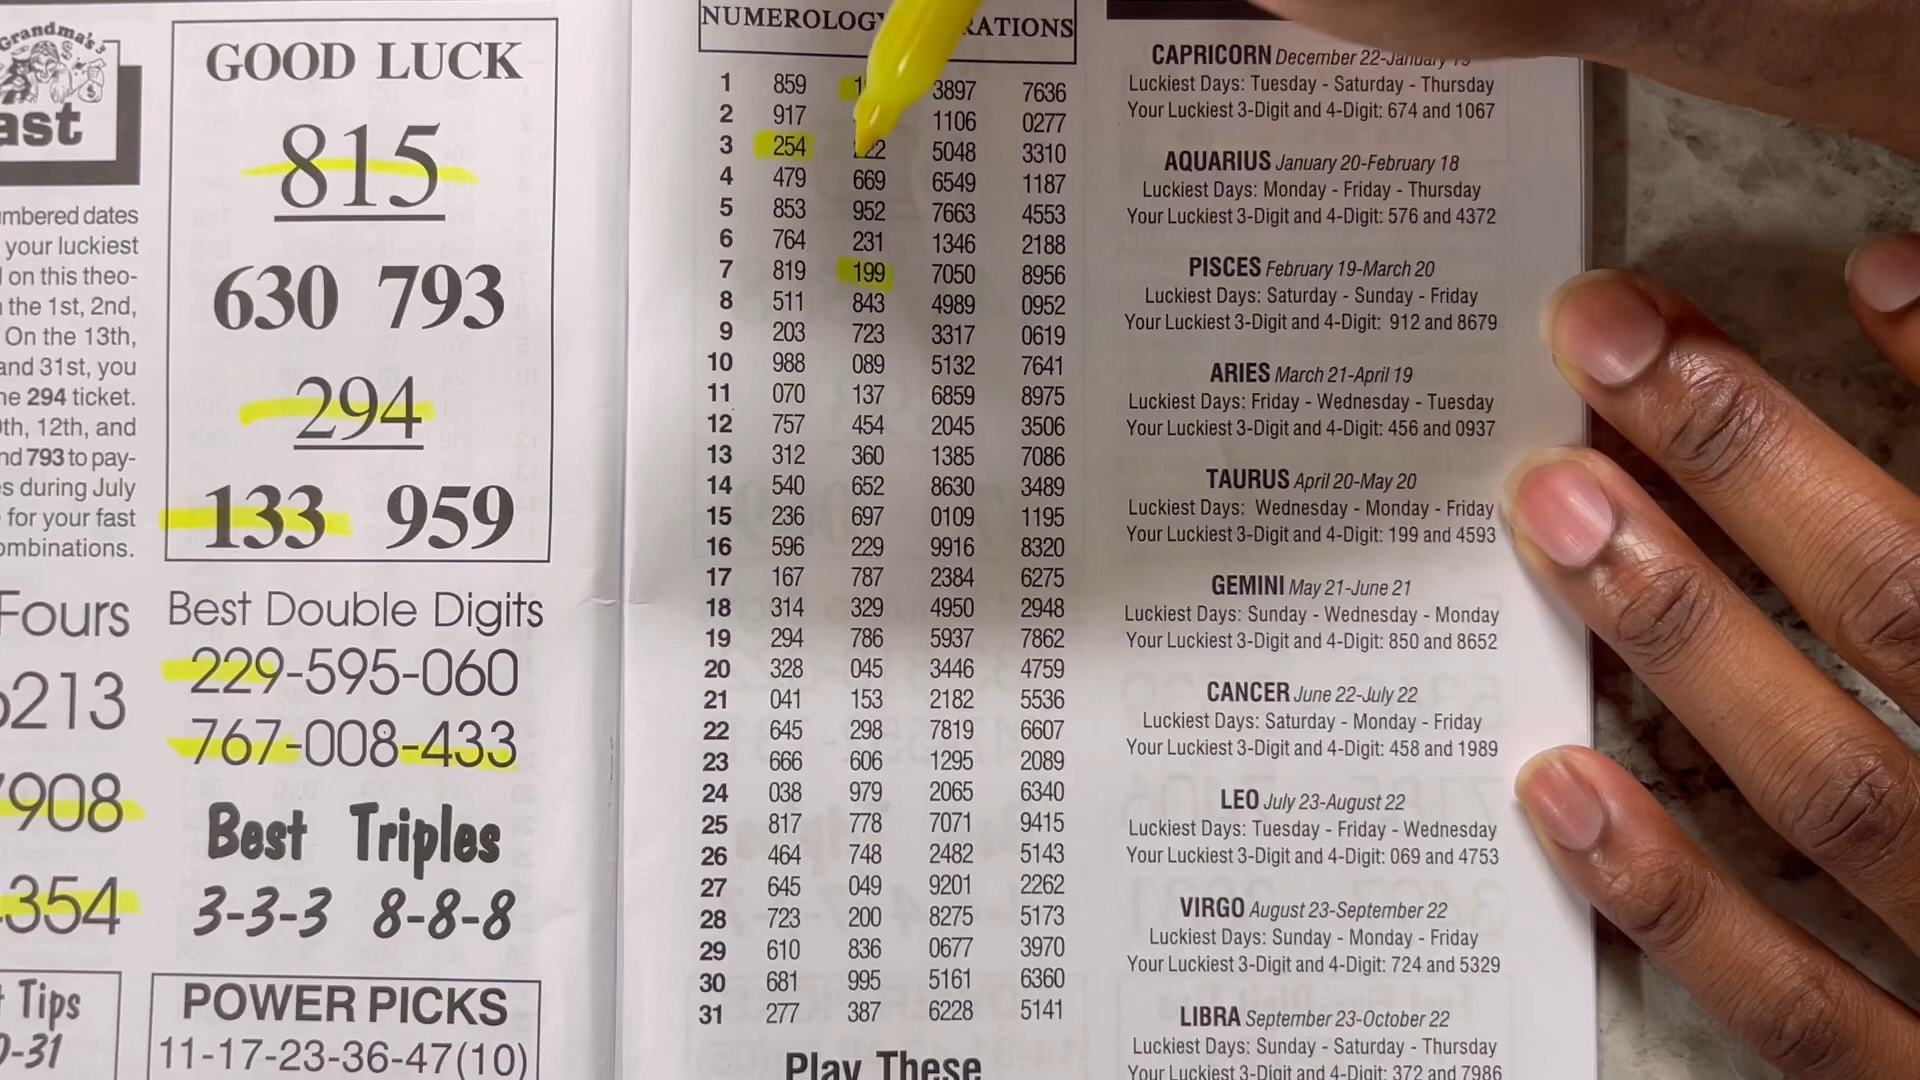 Grandma's
ast
umbered dates
your luckiest
on this theo-
the 1st, 2nd,
On the 13th,
and 31st, you
he 294 ticket.
th, 12th, and
nd 793 to pay-
s during July
for your fast
ombinations.
Fours
6213
7908
354
Tips
-31
GOOD LUCK
815
630 793
294
133 959
Best Double Digits
229-595-060
767-008-433
Best Triples
3-3-3 8-8-8
POWER PICKS
11-17-23-36-47(10)
NUMEROLOGY RATIONS
1 859 3897 7636
2 917 1106 0277
3 254 5048 3310
4 479 669 6549 1187
5 853 952 7663 4553
6 764 231 1346 2188
7 819 199 7050 8956
8 511 843 4989 0952
9 203 723 3317 0619
10 988 089 5132 7641
11 070 137 6859 8975
12 757 454 2045 3506
13 312 360 1385 7086
14 540 652 8630 3489
15 236 697 0109 1195
16 596 229 9916 8320
17 167 787 2384 6275
18 314 329 4950 2948
19 294 786 5937 7862
20 328 045 3446 4759
21 041 153 2182 5536
22 645 298 7819 6607
23 666 606 1295 2089
24 038 979 2065 6340
25 817 778 7071 9415
26 464 748 2482 5143
27 645 049 9201 2262
28 723 200 8275 5173
29 610 836 0677 3970
30 681 995 5161 6360
31 277 387 6228 5141
Play These
CAPRICORN December 22-January 19
Luckiest Days: Tuesday - Saturday - Thursday
Your Luckiest 3-Digit and 4-Digit: 674 and 1067
AQUARIUS January 20-February 18
Luckiest Days: Monday - Friday - Thursday
Your Luckiest 3-Digit and 4-Digit: 576 and 4372
PISCES February 19-March 20
Luckiest Days: Saturday - Sunday - Friday
Your Luckiest 3-Digit and 4-Digit: 912 and 8679
ARIES March 21-April 19
Luckiest Days: Friday - Wednesday - Tuesday
Your Luckiest 3-Digit and 4-Digit: 456 and 0937
TAURUS April 20-May 20
Luckiest Days: Wednesday - Monday - Friday
Your Luckiest 3-Digit and 4-Digit: 199 and 4593
GEMINI May 21-June 21
Luckiest Days: Sunday - Wednesday - Monday
Your Luckiest 3-Digit and 4-Digit: 850 and 8652
CANCER June 22-July 22
Luckiest Days: Saturday - Monday - Friday
Your Luckiest 3-Digit and 4-Digit: 458 and 1989
LEO July 23-August 22
Luckiest Days: Tuesday - Friday - Wednesday
Your Luckiest 3-Digit and 4-Digit: 069 and 4753
VIRGO August 23-September 22
Luckiest Days: Sunday - Monday - Friday
Your Luckiest 3-Digit and 4-Digit: 724 and 5329
LIBRA September 23-October 22
Luckiest Days: Sunday - Saturday - Thursday
Your Luckiest 3-Digit and 4-Digit: 372 and 7986